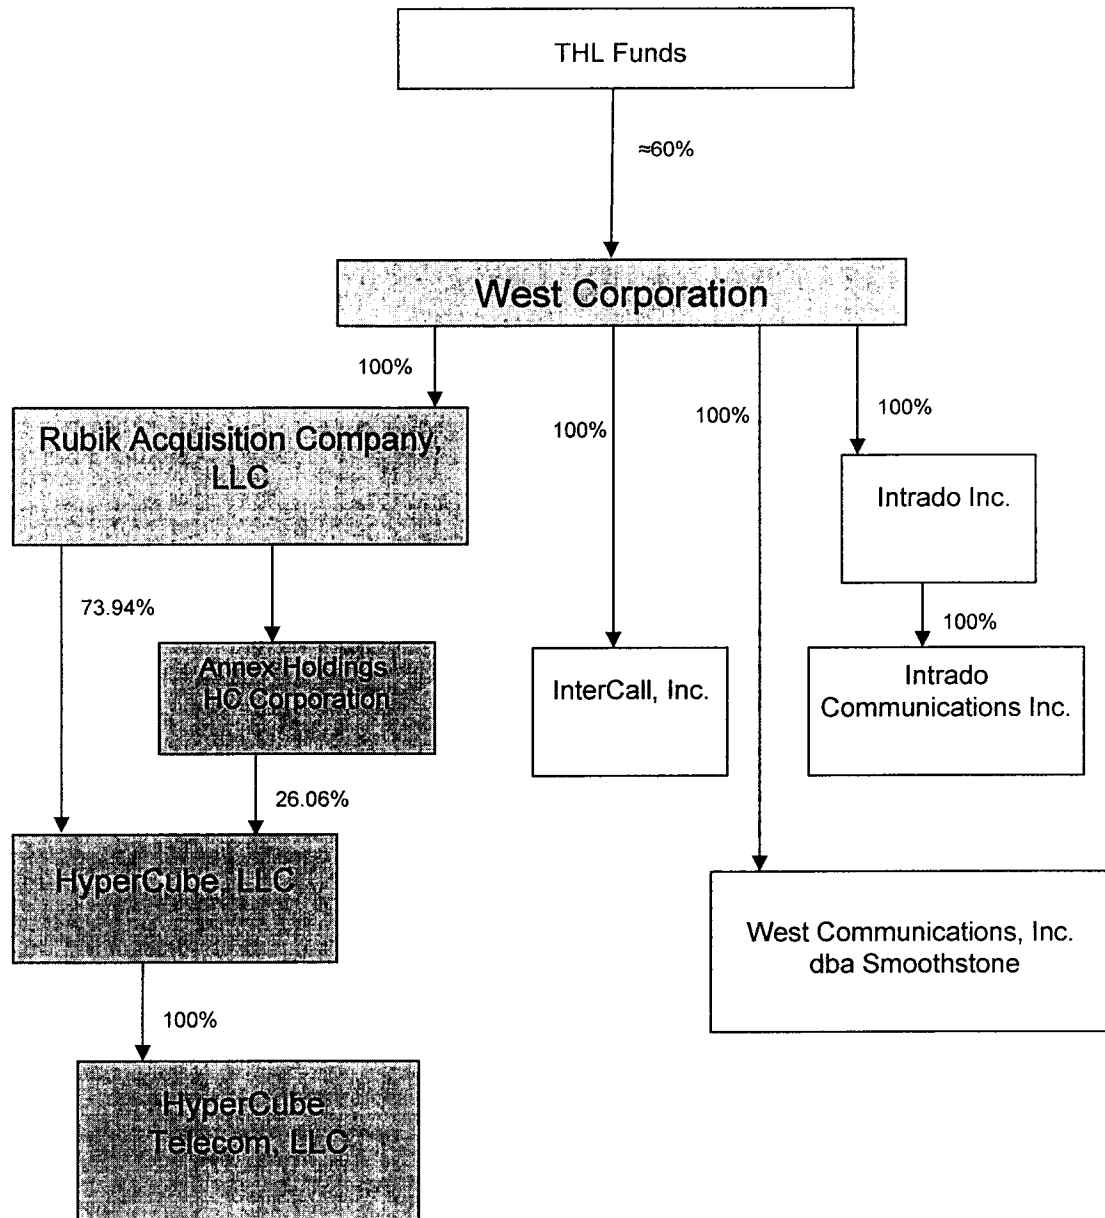 THL Funds
≈60%
West Corporation
100%
Rubik Acquisition Company,
LLC
100%
100%
100%
Intrado Inc.
73.94%
100%
Annex Holdings
HC Corporation
InterCall, Inc.
Intrado
Communications Inc.
26.06%
HyperCube, LLC
West Communications, Inc.
dba Smoothstone
100%
HyperCube
Telecom, LLC